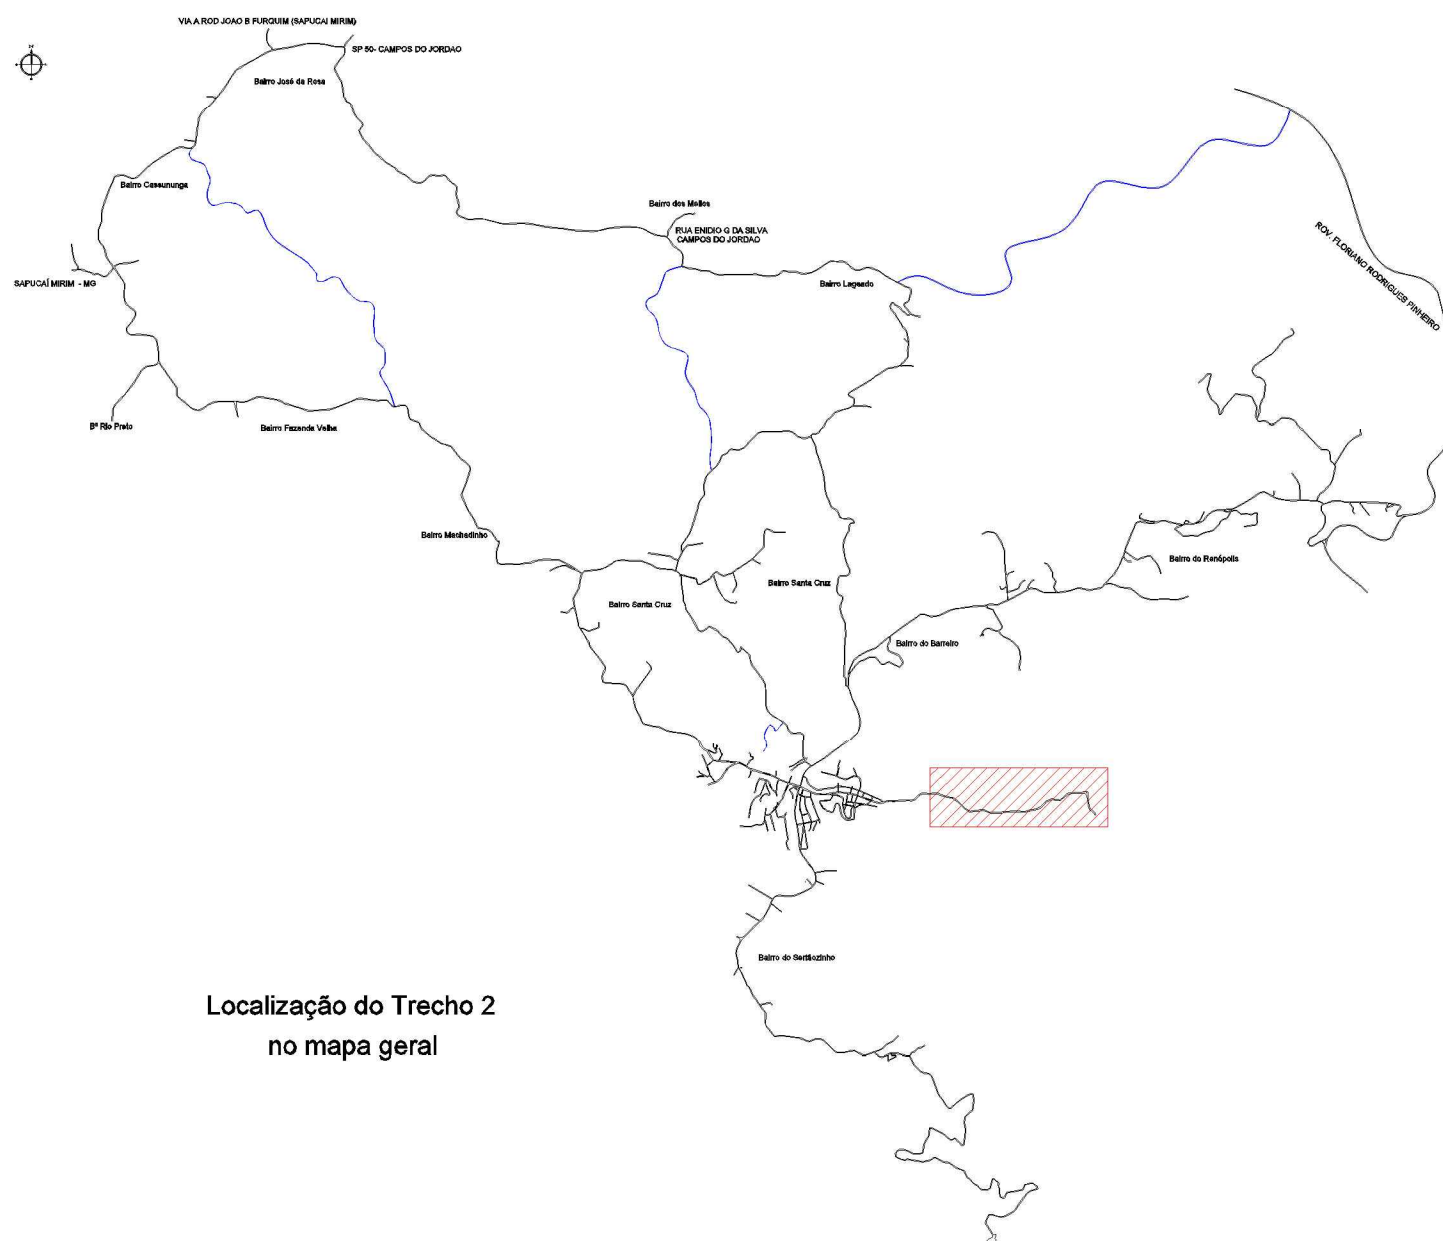 VIA A ROD JOAO B FURQUIM (SAPUCAI MIRIM)
SP 50- CAMPOS DO JORDAO
N
Bairro José da Rosa
Bairro Cassununga
Bairro dos Mellos
RUA ENIDIO G DA SILVA
CAMPOS DO JORDAO
ROV. FLORIANO RODRIGUES PINHEIRO
SAPUCAÍ MIRIM - MG
Bairro Lageado
Bº Rio Preto
Bairro Fazenda Velha
Bairro Machadinho
Bairro do Renópolis
Bairro Santa Cruz
Bairro Santa Cruz
Bairro do Barreiro
Bairro do Sertãozinho
Localização do Trecho 2
no mapa geral